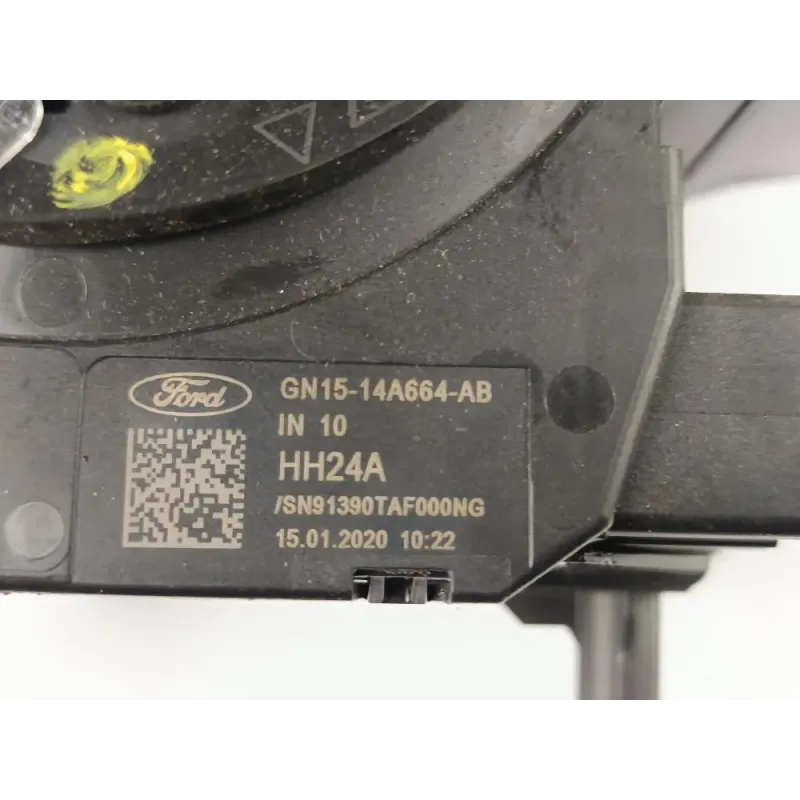 Ford
GN15-14A664-AB
IN 10
HH24A
/SN91390TAF000NG
15.01.2020 10:22